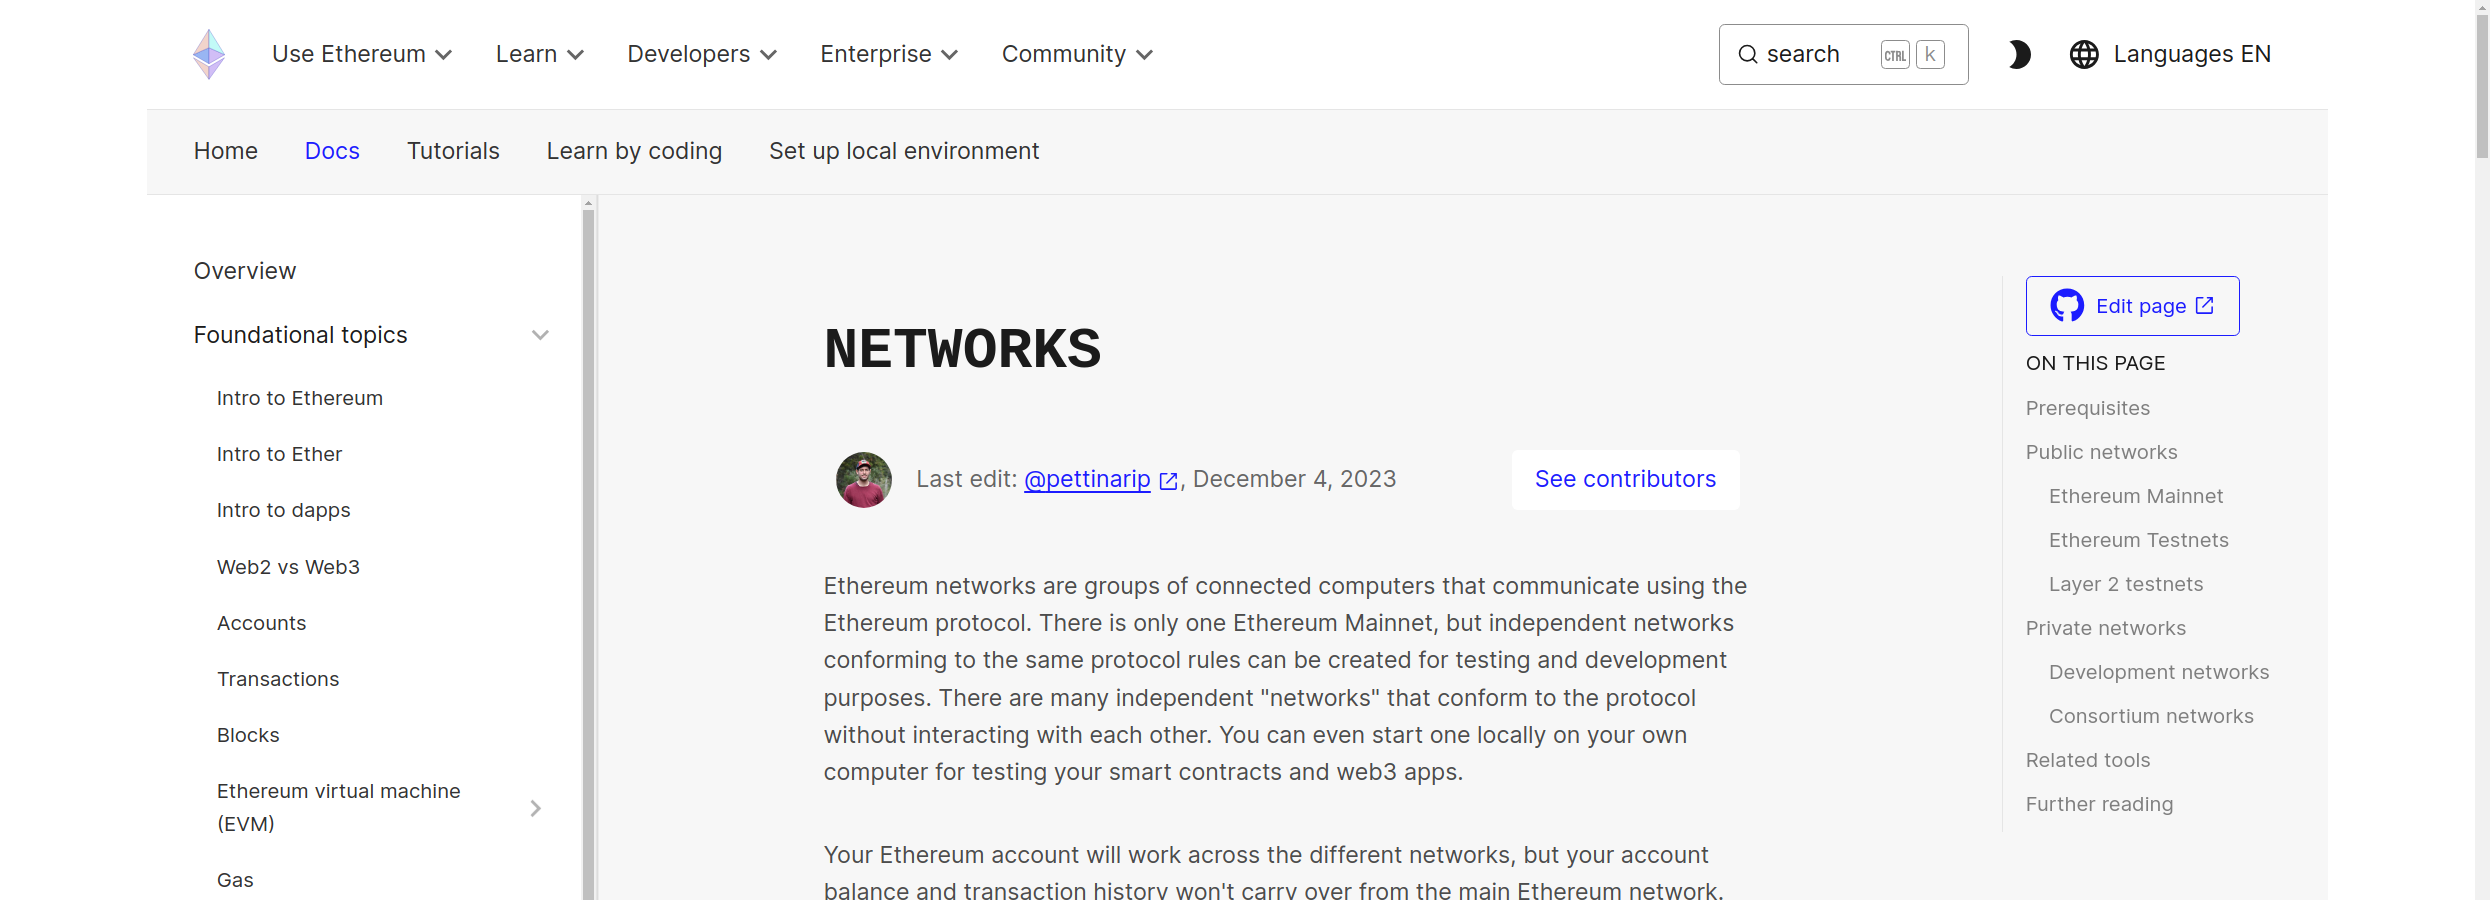 Use Ethereum Learn Developers Enterprise Community search CTRL k Languages EN
Home Docs Tutorials Learn by coding Set up local environment
Overview
Foundational topics
Intro to Ethereum
Intro to Ether
Intro to dapps
Web2 vs Web3
Accounts
Transactions
Blocks
Ethereum virtual machine
(EVM)
Gas
NETWORKS
Last edit: @pettinarip, December 4, 2023 See contributors
Ethereum networks are groups of connected computers that communicate using the
Ethereum protocol. There is only one Ethereum Mainnet, but independent networks
conforming to the same protocol rules can be created for testing and development
purposes. There are many independent "networks" that conform to the protocol
without interacting with each other. You can even start one locally on your own
computer for testing your smart contracts and web3 apps.
Your Ethereum account will work across the different networks, but your account
balance and transaction history won't carry over from the main Ethereum network.
Edit page
ON THIS PAGE
Prerequisites
Public networks
Ethereum Mainnet
Ethereum Testnets
Layer 2 testnets
Private networks
Development networks
Consortium networks
Related tools
Further reading